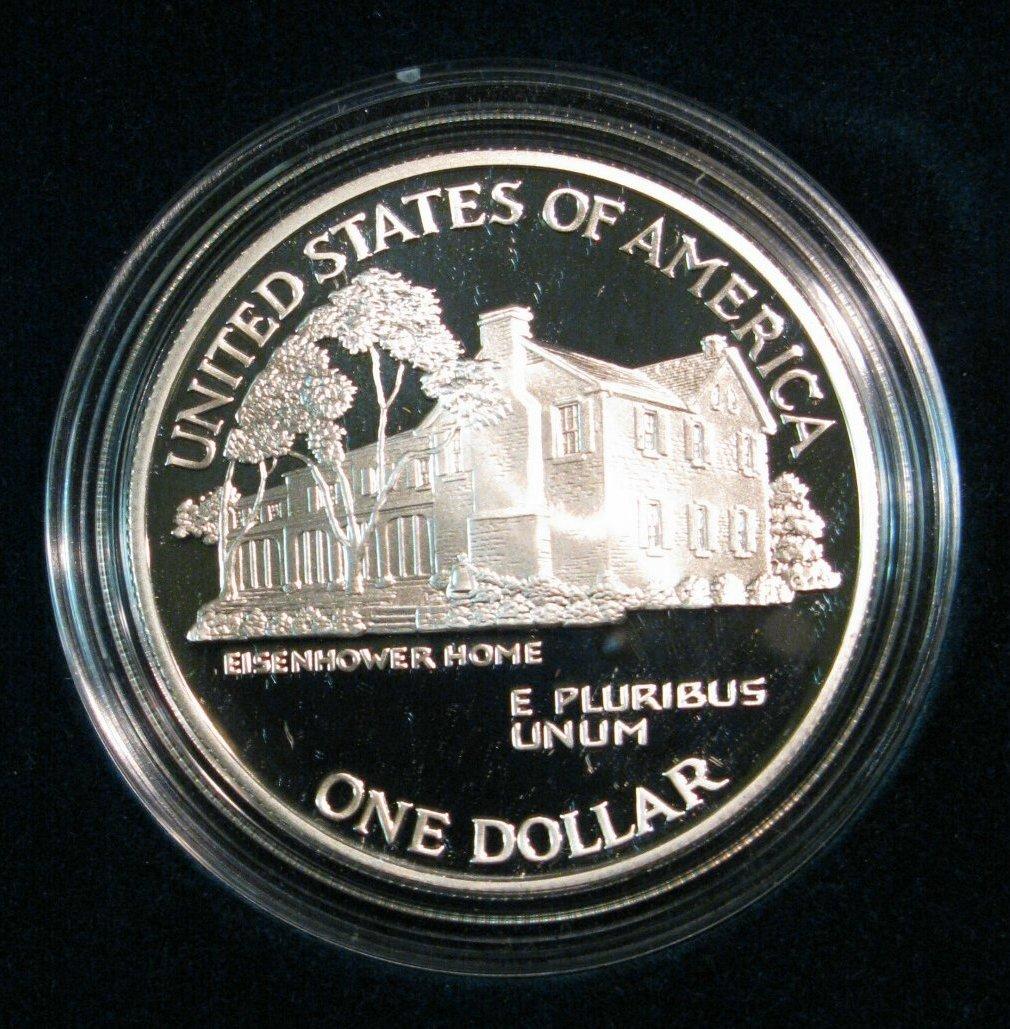 UNITED STATES OF AMERICA
EISENHOWER HOME
E PLURIBUS
UNUM
ONE DOLLAR